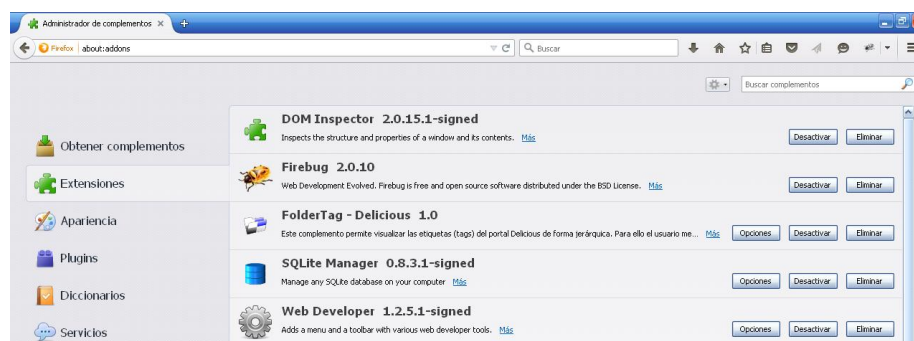 Administrador de complementos
Firefox about:addons Buscar
Buscar complementos
Obtener complementos
Extensiones
Apariencia
Plugins
Diccionarios
Servicios
DOM Inspector 2.0.15.1-signed
Inspects the structure and properties of a window and its contents. Más
Desactivar Eliminar
Firebug 2.0.10
Web Development Evolved. Firebug is free and open source software distributed under the BSD License. Más
Desactivar Eliminar
FolderTag - Delicious 1.0
Este complemento permite visualizar las etiquetas (tags) del portal Delicious de forma jerárquica. Para ello el usuario me... Más
Opciones Desactivar Eliminar
SQLite Manager 0.8.3.1-signed
Manage any SQLite database on your computer Más
Opciones Desactivar Eliminar
Web Developer 1.2.5.1-signed
Adds a menu and a toolbar with various web developer tools. Más
Opciones Desactivar Eliminar